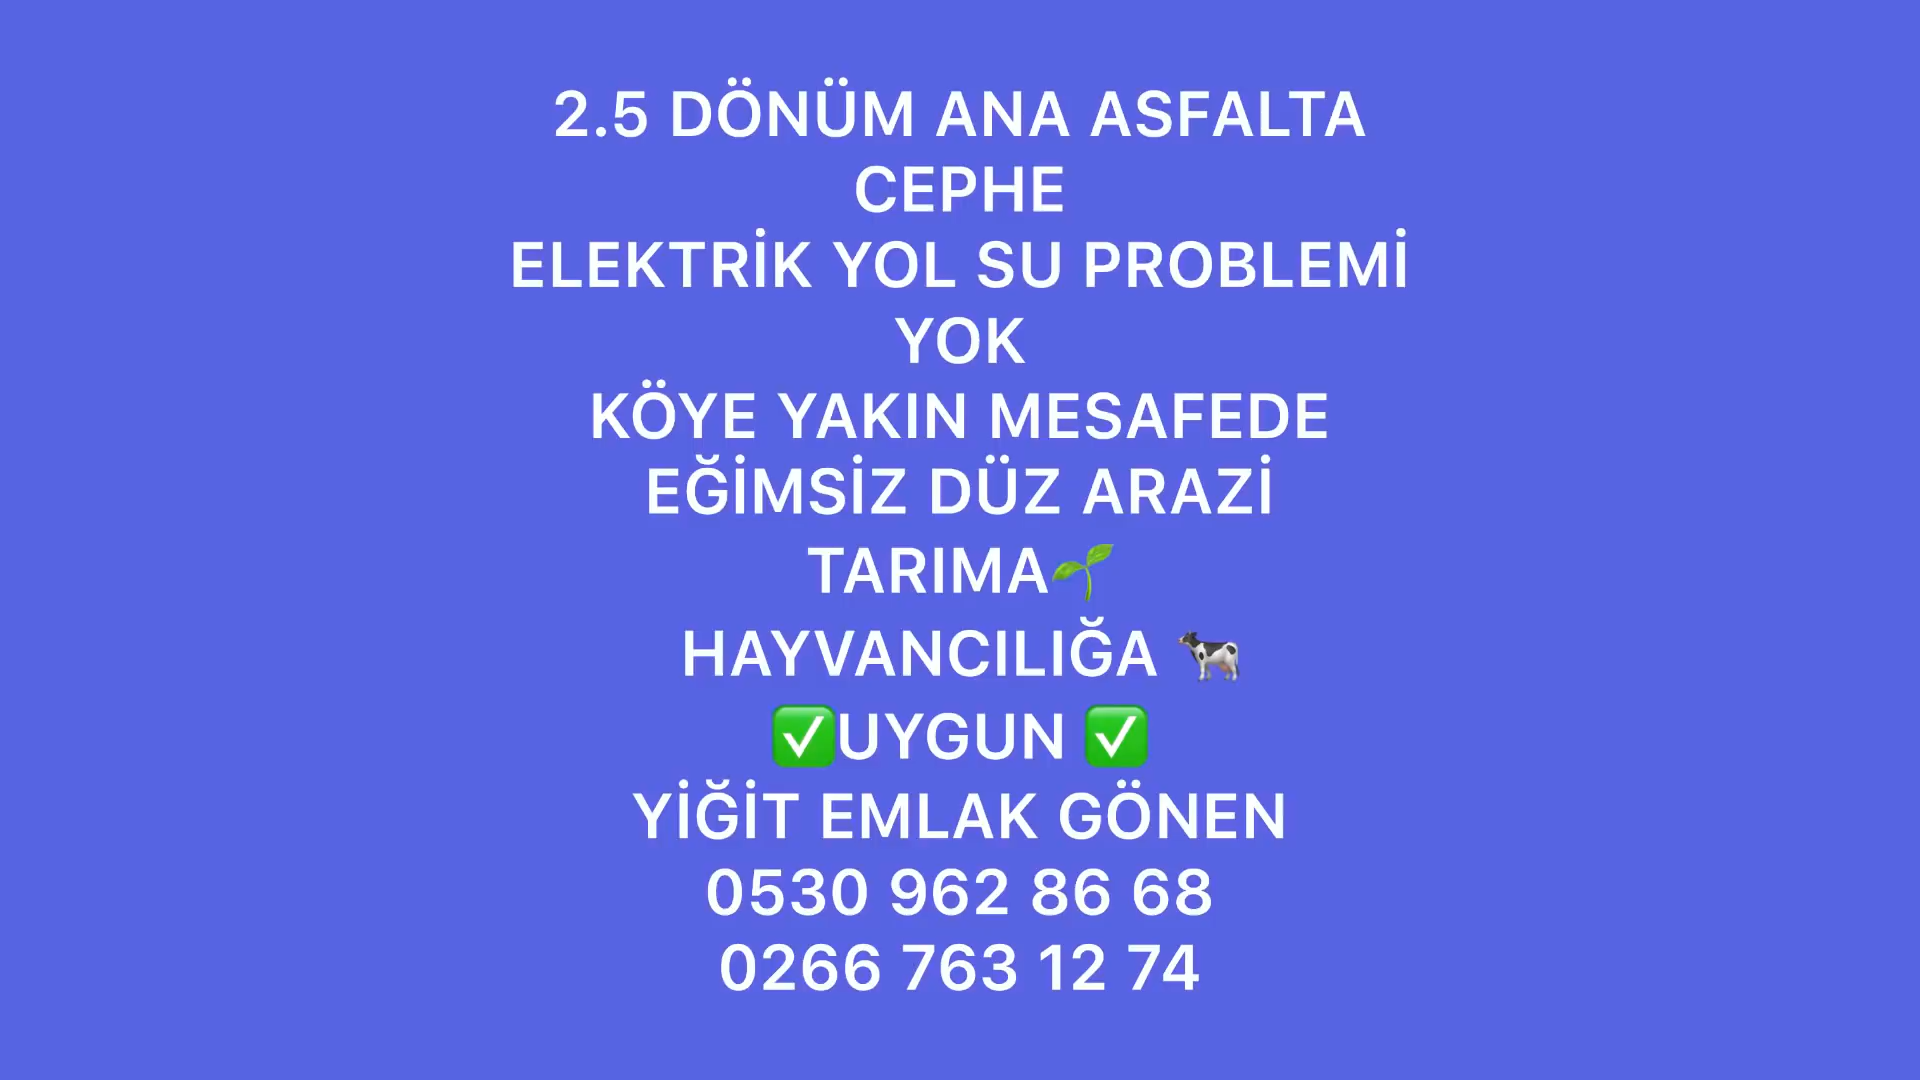 2.5 DÖNÜM ANA ASFALTA
CEPHE
ELEKTRİK YOL SU PROBLEMİ
YOK
KÖYE YAKIN MESAFEDE
EĞİMSİZ DÜZ ARAZİ
TARIMA🌱
HAYVANCILIĞA 🐄
✅UYGUN ✅
YİĞİT EMLAK GÖNEN
0530 962 86 68
0266 763 12 74